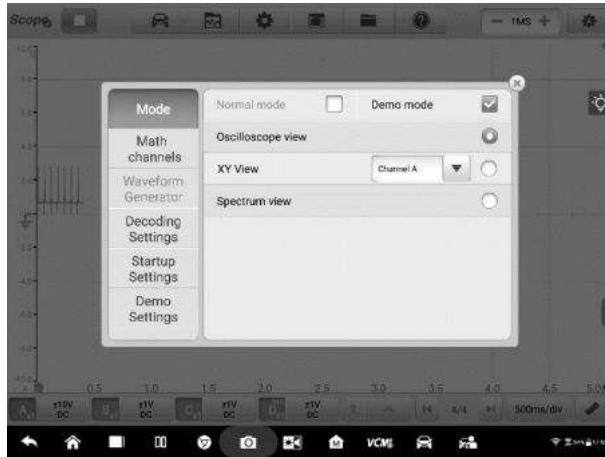 Scope
1MS
Mode
Normal mode
Demo mode
Math
channels
Oscilloscope view
XY View
Channel A
Waveform
Generator
Spectrum view
Decoding
Settings
Startup
Settings
Demo
Settings
0.5 1.0 1.5 2.0 2.5 3.0 3.5 4.0 4.5 5.0
A ±10V DC B ±1V DC C ±1V DC D ±1V DC 4/4 500ms/div
VCMI